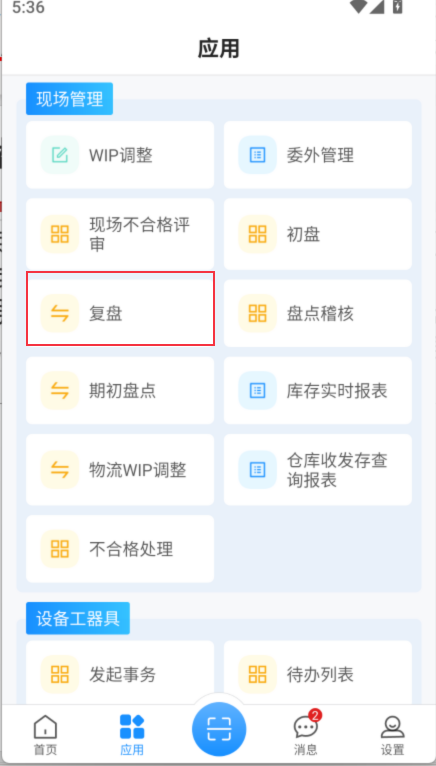 5:36
应用
现场管理
WIP调整
委外管理
现场不合格评
审
初盘
复盘
盘点稽核
期初盘点
库存实时报表
物流WIP调整
仓库收发存查
询报表
不合格处理
设备工器具
发起事务
待办列表
2
首页
应用
消息
设置